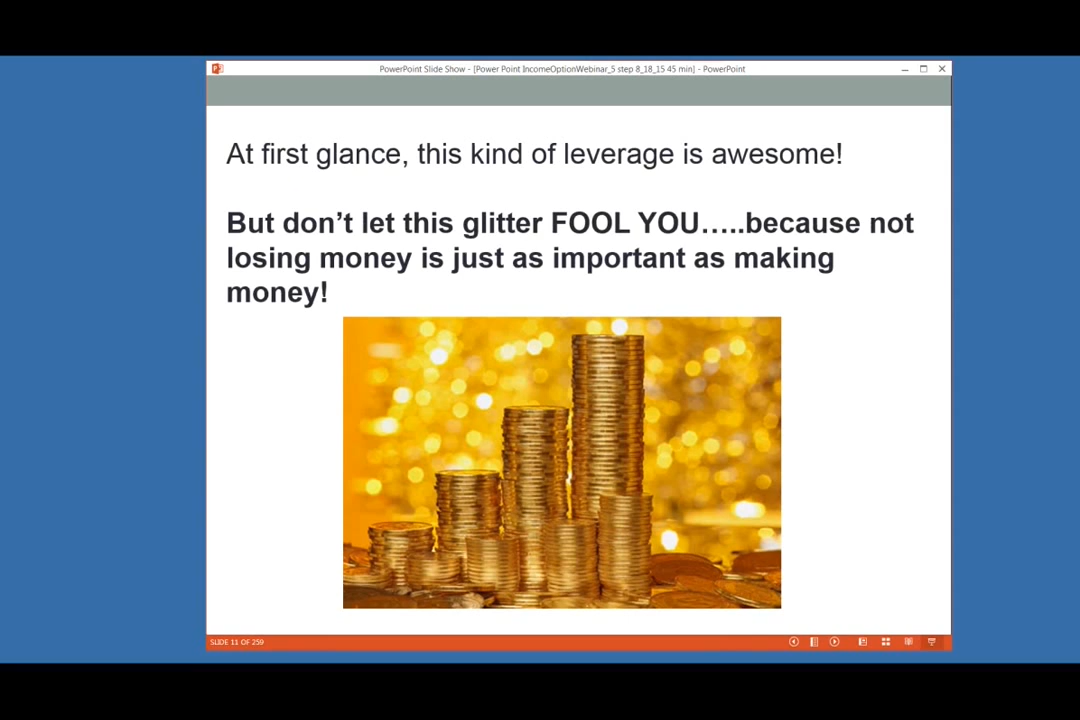 PowerPoint Slide Show - [Power Point IncomeOptionWebinar_5 step 8_18_15 45 min] - PowerPoint
At first glance, this kind of leverage is awesome!
But don’t let this glitter FOOL YOU…..because not
losing money is just as important as making
money!
SLIDE 11 OF 259